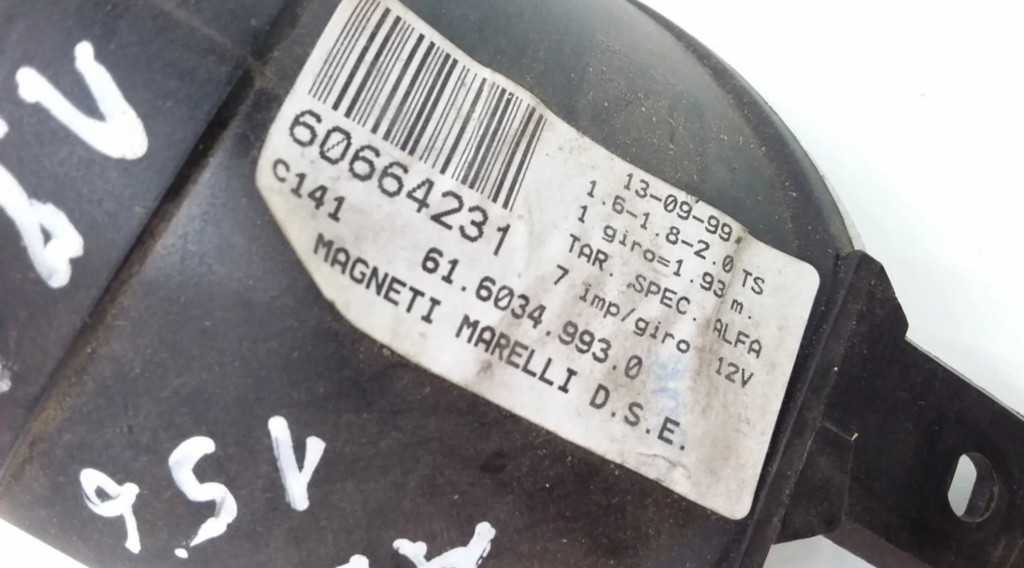 60664231
C141
13-09-99
1.6-1.8-2.0 TS
1 giro=1.93 m.
TAR. SPEC. ALFA
7 imp/giro 12V
61.6034.993.0
MAGNETI MARELLI D.S.E.